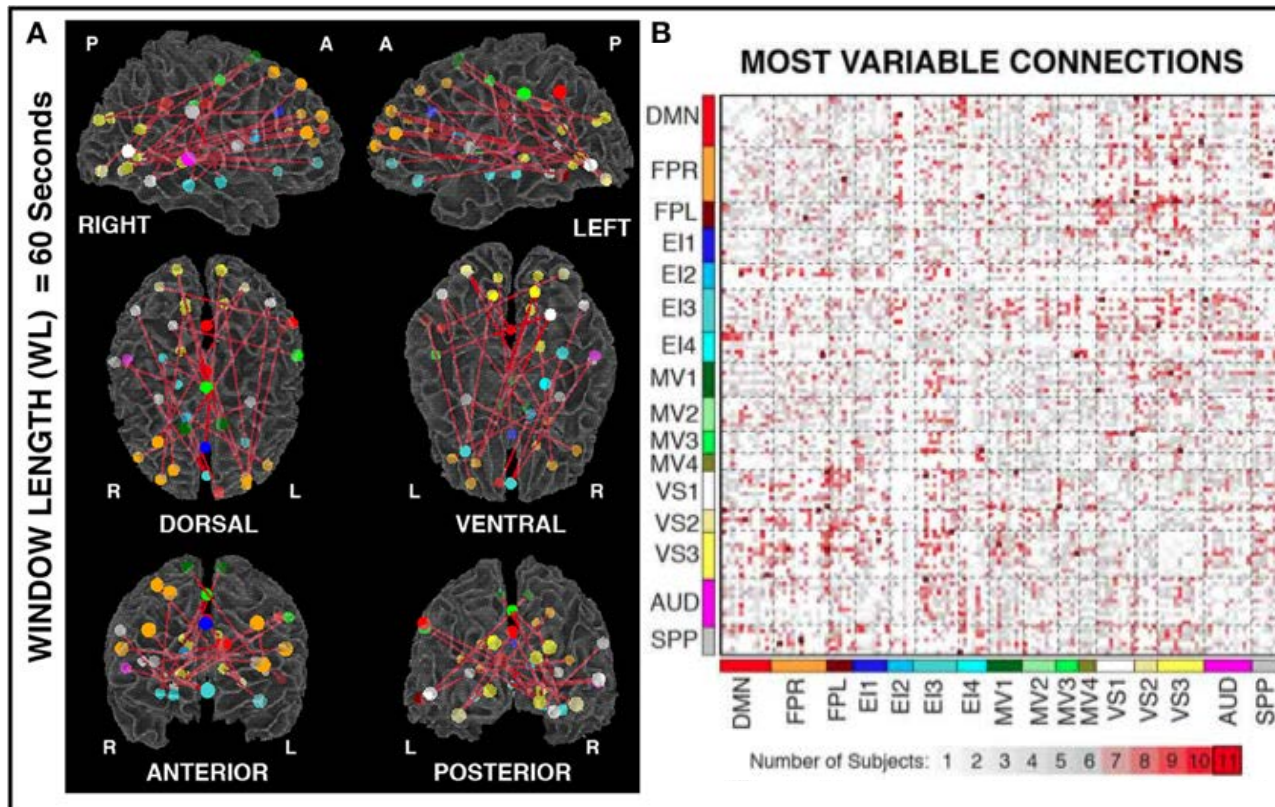 A
B
WINDOW LENGTH (WL) = 60 Seconds
P
A
A
P
RIGHT
LEFT
R
L
L
R
DORSAL
VENTRAL
R
L
L
R
ANTERIOR
POSTERIOR
MOST VARIABLE CONNECTIONS
DMN
FPR
FPL
EI1
EI2
EI3
EI4
MV1
MV2
MV3
MV4
VS1
VS2
VS3
AUD
SPP
DMN
FPR
FPL
EI1
EI2
EI3
EI4
MV1
MV2
MV3
MV4
VS1
VS2
VS3
AUD
SPP
Number of Subjects: 1 2 3 4 5 6 7 8 9 10 11